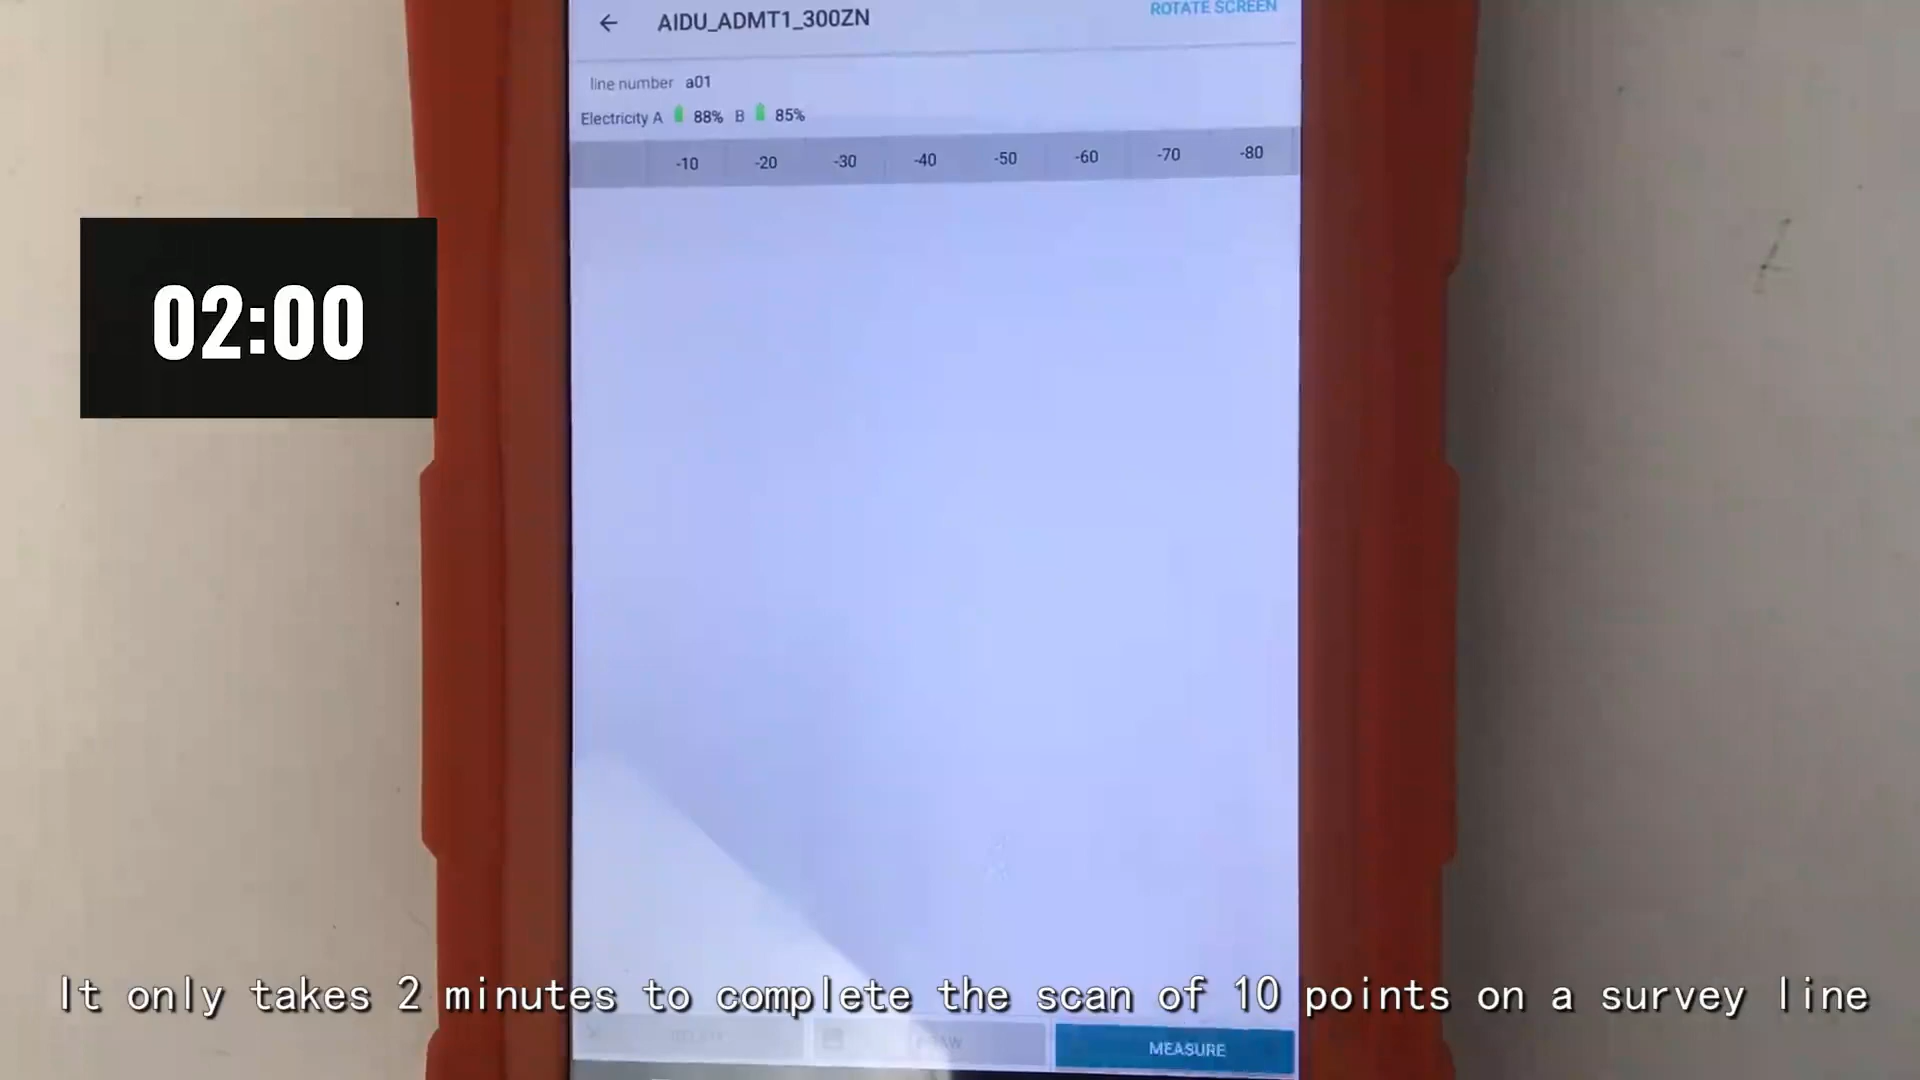 AIDU_ADMT1_300ZN
ROTATE SCREEN
line number a01
Electricity A 88% B 85%
-10 -20 -30 -40 -50 -60 -70 -80
02:00
It only takes 2 minutes to complete the scan of 10 points on a survey line
MEASURE